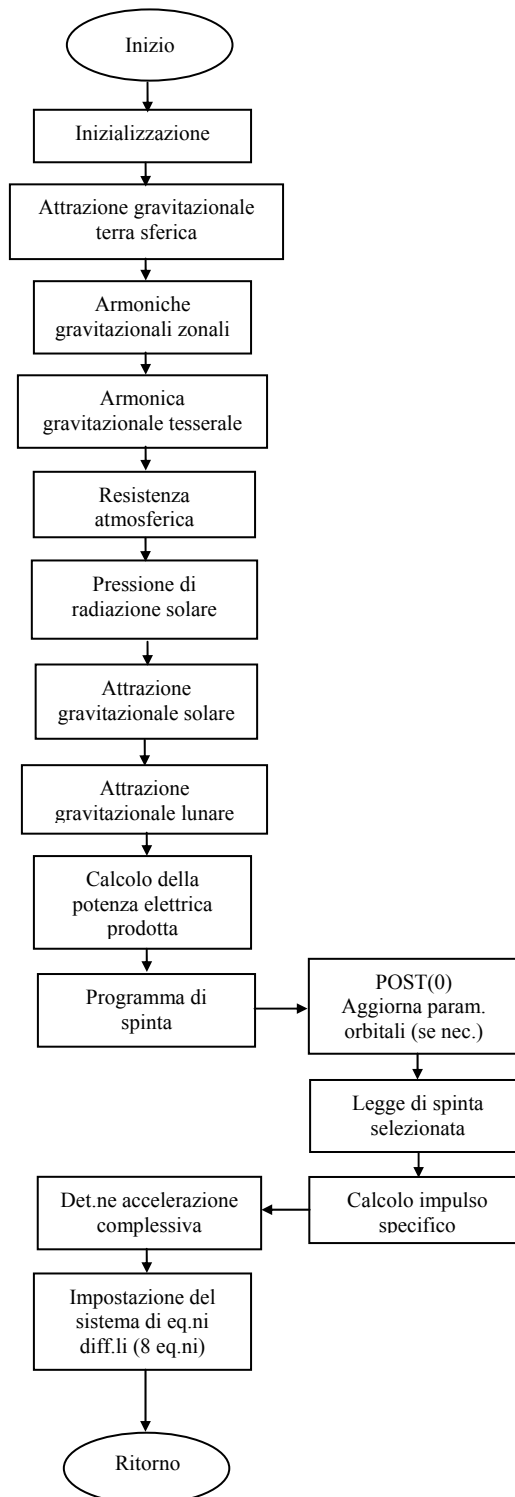 Inizio
Inizializzazione
Attrazione gravitazionale
terra sferica
Armoniche
gravitazionali zonali
Armonica
gravitazionale tesserale
Resistenza
atmosferica
Pressione di
radiazione solare
Attrazione
gravitazionale solare
Attrazione
gravitazionale lunare
Calcolo della
potenza elettrica
prodotta
Programma di
spinta
POST(0)
Aggiorna param.
orbitali (se nec.)
Legge di spinta
selezionata
Calcolo impulso
specifico
Det.ne accelerazione
complessiva
Impostazione del
sistema di eq.ni
diff.li (8 eq.ni)
Ritorno